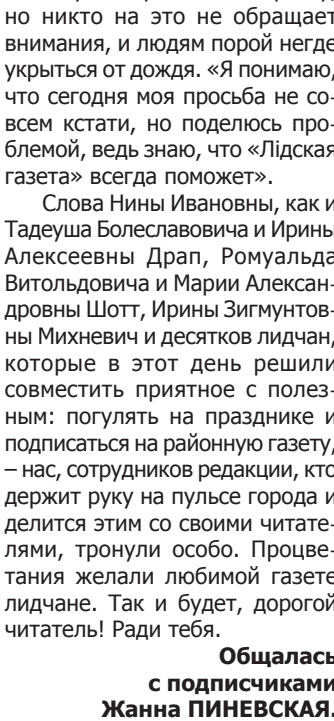 но никто на это не обращает
внимания, и людям порой негде
укрыться от дождя. «Я понимаю,
что сегодня моя просьба не со-
всем кстати, но поделюсь про-
блемой, ведь знаю, что «Лідская
газета» всегда поможет».
Слова Нины Ивановны, как и
Тадеуша Болеславовича и Ирины
Алексеевны Драп, Ромуальда
Витольдовича и Марии Алексан-
дровны Шотт, Ирины Зигмунтов-
ны Михневич и десятков лидчан,
которые в этот день решили
совместить приятное с полез-
ным: погулять на празднике и
подписаться на районную газету,
– нас, сотрудников редакции, кто
держит руку на пульсе города и
делится этим со своими читате-
лями, тронули особо. Процве-
тания желали любимой газете
лидчане. Так и будет, дорогой
читатель! Ради тебя.
Общалась
с подписчиками
Жанна ПИНЕВСКАЯ.